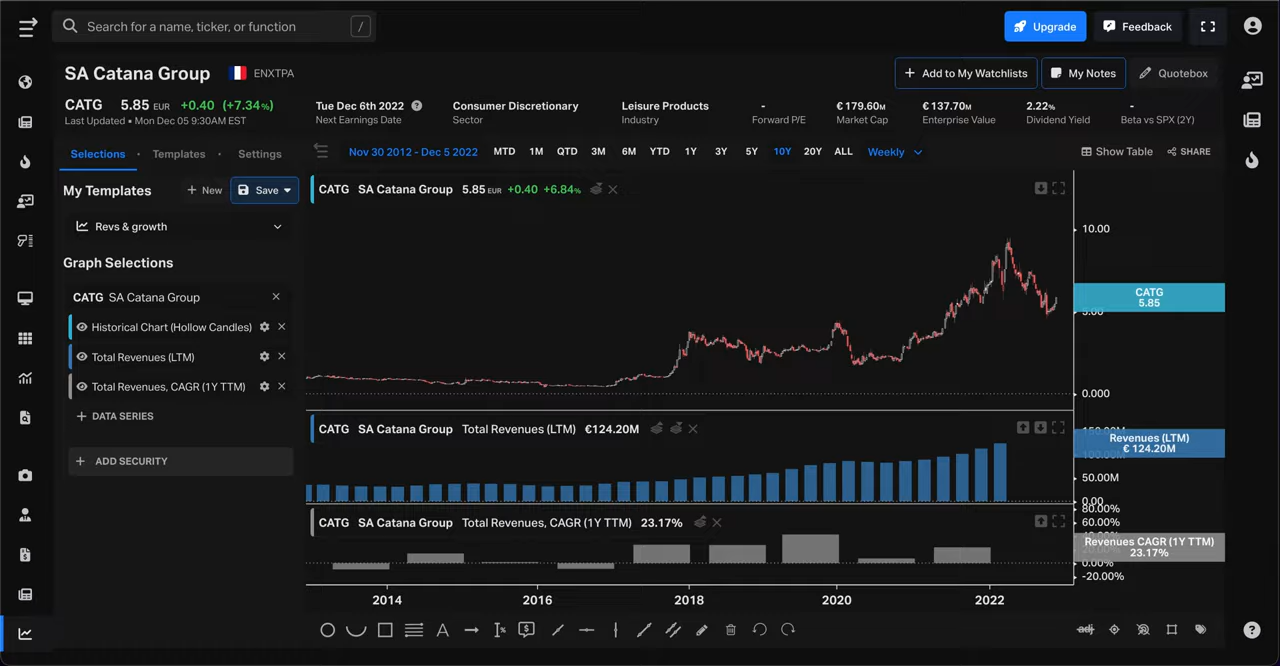 Search for a name, ticker, or function /
Upgrade
Feedback
SA Catana Group ENXTPA
+ Add to My Watchlists
My Notes
Quotebox
CATG 5.85 EUR +0.40 (+7.34%)
Last Updated • Mon Dec 05 9:30AM EST
Tue Dec 6th 2022 ?
Next Earnings Date
Consumer Discretionary
Sector
Leisure Products
Industry
-
Forward P/E
€179.60M
Market Cap
€137.70M
Enterprise Value
2.22%
Dividend Yield
-
Beta vs SPX (2Y)
Selections • Templates • Settings
Nov 30 2012 - Dec 5 2022 MTD 1M QTD 3M 6M YTD 1Y 3Y 5Y 10Y 20Y ALL Weekly
Show Table
SHARE
My Templates
+ New
Save
Revs & growth
Graph Selections
CATG SA Catana Group
Historical Chart (Hollow Candles)
Total Revenues (LTM)
Total Revenues, CAGR (1Y TTM)
+ DATA SERIES
+ ADD SECURITY
CATG SA Catana Group 5.85 EUR +0.40 +6.84%
10.00
CATG
5.85
5.00
0.000
CATG SA Catana Group Total Revenues (LTM) €124.20M
150.00M
Revenues (LTM)
€ 124.20M
100.00M
50.00M
0.00
CATG SA Catana Group Total Revenues, CAGR (1Y TTM) 23.17%
80.00%
60.00%
Revenues CAGR (1Y TTM)
23.17%
0.00%
-20.00%
2014 2016 2018 2020 2022
A
$
adj
?